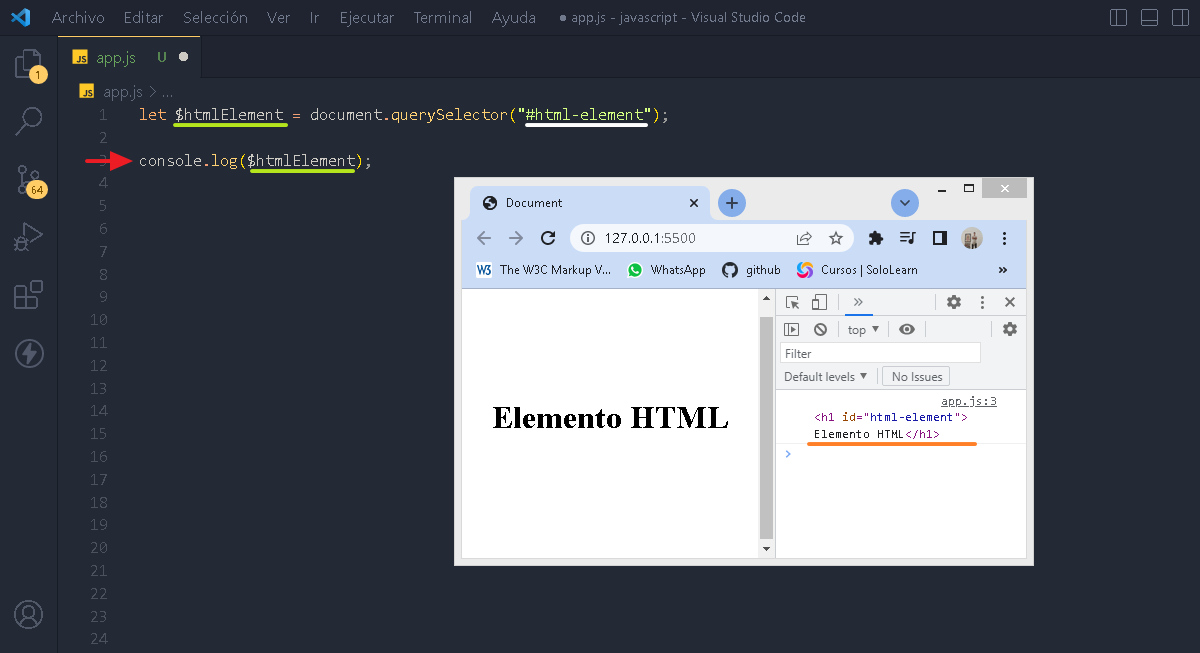 Archivo Editar Selección Ver Ir Ejecutar Terminal Ayuda ● app.js - javascript - Visual Studio Code
JS app.js U ●
JS app.js > ...
1
64
1 let $htmlElement = document.querySelector("#html-element");
2
3 console.log($htmlElement);
4
5
6
7
8
9
10
11
12
13
14
15
16
17
18
19
20
21
22
23
24
Document
127.0.0.1:5500
W3 The W3C Markup V... WhatsApp github Cursos | SoloLearn »
Elemento HTML
»
top ▼
Filter
Default levels ▼ No Issues
app.js:3
<h1 id="html-element">
Elemento HTML</h1>
>